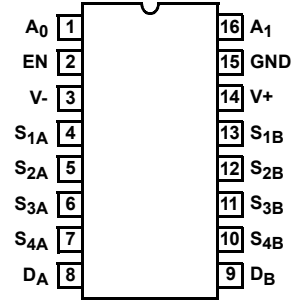 A0 1 16 A1
EN 2 15 GND
V- 3 14 V+
S1A 4 13 S1B
S2A 5 12 S2B
S3A 6 11 S3B
S4A 7 10 S4B
DA 8 9 DB